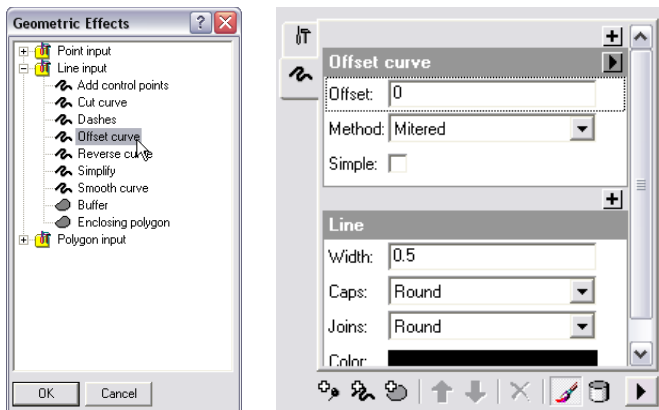 Geometric Effects
Point input
Line input
Add control points
Cut curve
Dashes
Offset curve
Reverse curve
Simplify
Smooth curve
Buffer
Enclosing polygon
Polygon input
OK
Cancel
Offset curve
Offset: 0
Method: Mitered
Simple:
Line
Width: 0.5
Caps: Round
Joins: Round
Color: